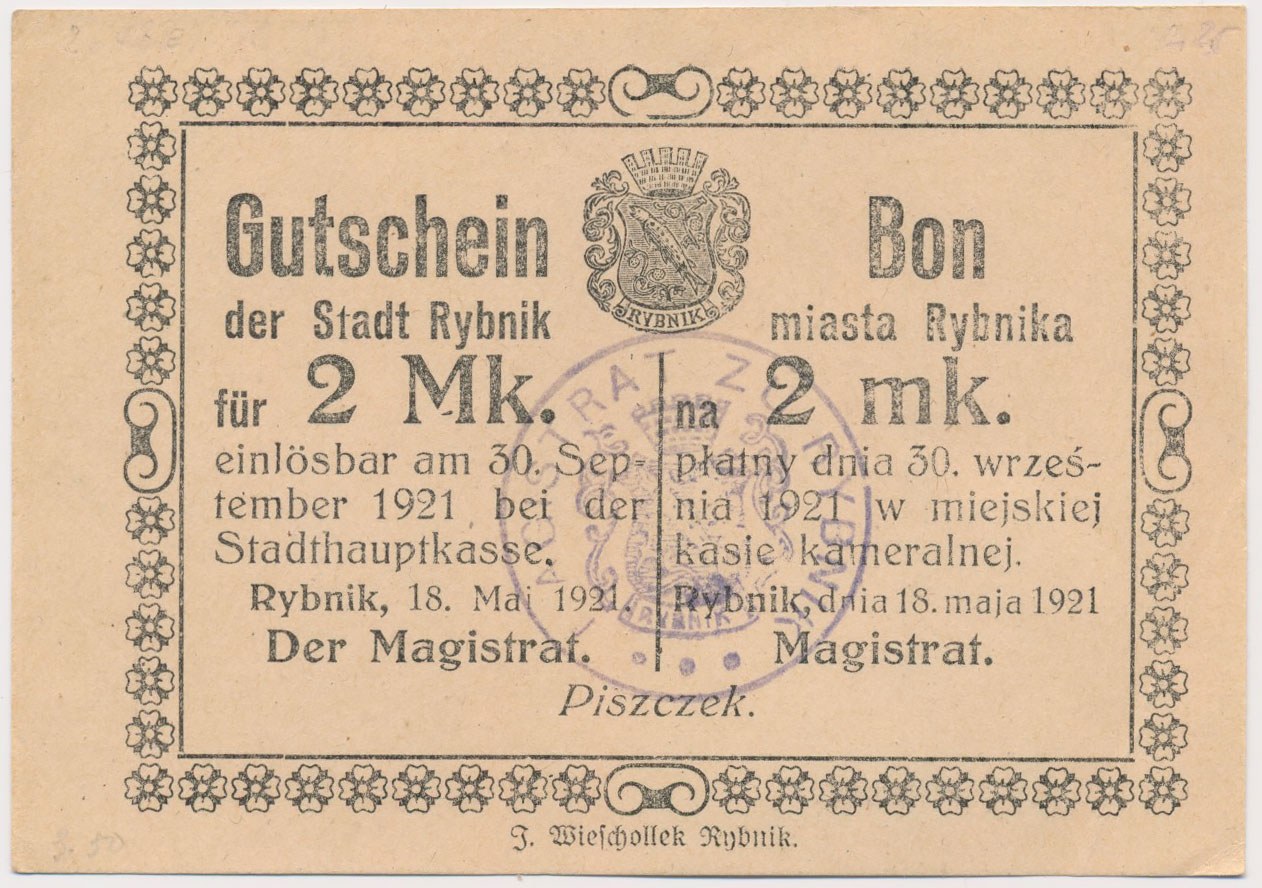 RYBNIK
Gutschein
der Stadt Rybnik
für 2 Mk.
einlösbar am 30. Sep-
tember 1921 bei der
Stadthauptkasse.
Rybnik, 18. Mai 1921.
Der Magistrat.
Bon
miasta Rybnika
na 2 mk.
płatny dnia 30. wrześ-
nia 1921 w miejskiej
kasie kameralnej.
Rybnik, dnia 18. maja 1921
Magistrat.
Piszczek.
RYBNIK
J. Wieschollek Rybnik.